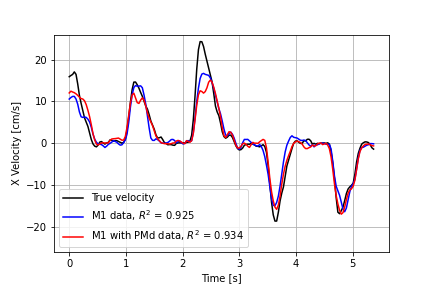 20
10
0
−10
−20
X Velocity [cm/s]
True velocity
M1 data, R² = 0.925
M1 with PMd data, R² = 0.934
0 1 2 3 4 5
Time [s]